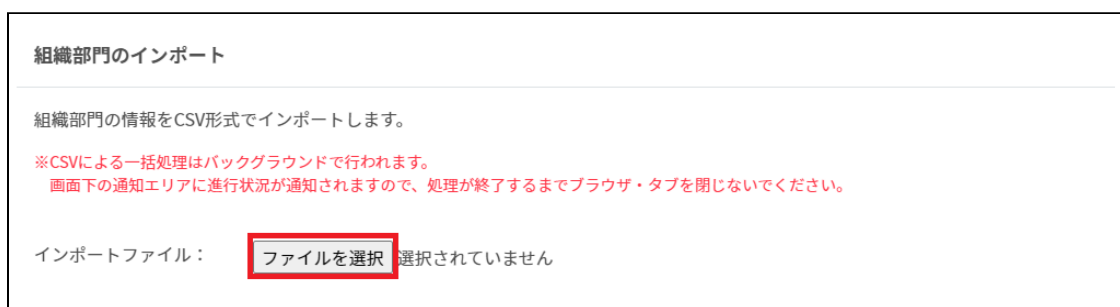 組織部門のインポート
組織部門の情報をCSV形式でインポートします。
※CSVによる一括処理はバックグラウンドで行われます。
画面下の通知エリアに進行状況が通知されますので、処理が終了するまでブラウザ・タブを閉じないでください。
インポートファイル： ファイルを選択 選択されていません